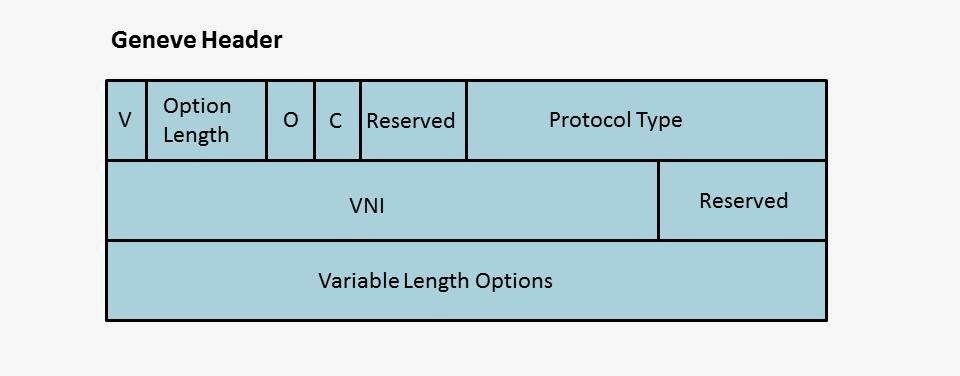 Geneve Header
V
Option
Length
O
C
Reserved
Protocol Type
VNI
Reserved
Variable Length Options